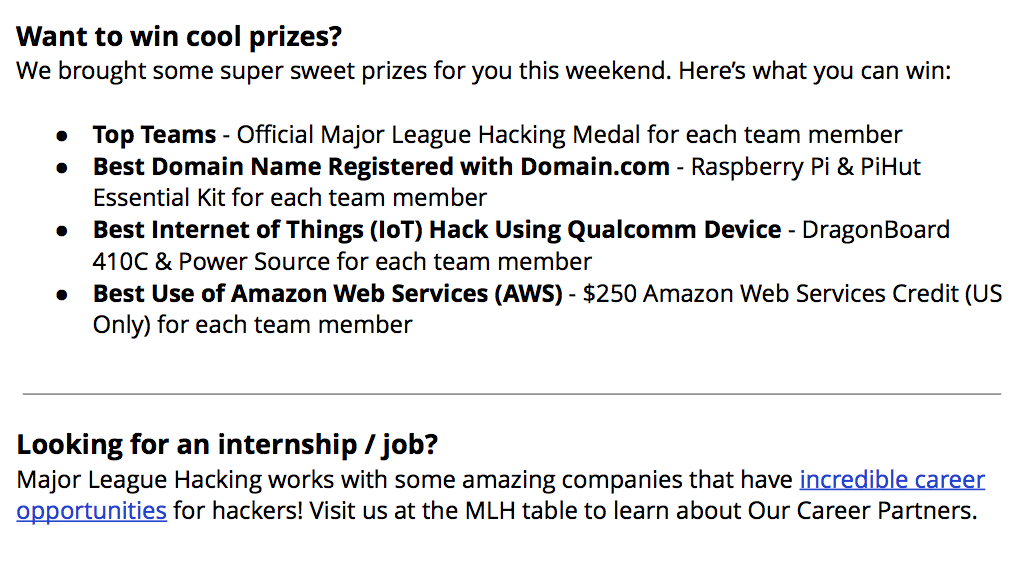 Want to win cool prizes?
We brought some super sweet prizes for you this weekend. Here’s what you can win:
● Top Teams - Official Major League Hacking Medal for each team member
● Best Domain Name Registered with Domain.com - Raspberry Pi & PiHut
Essential Kit for each team member
● Best Internet of Things (IoT) Hack Using Qualcomm Device - DragonBoard
410C & Power Source for each team member
● Best Use of Amazon Web Services (AWS) - $250 Amazon Web Services Credit (US
Only) for each team member
Looking for an internship / job?
Major League Hacking works with some amazing companies that have incredible career
opportunities for hackers! Visit us at the MLH table to learn about Our Career Partners.